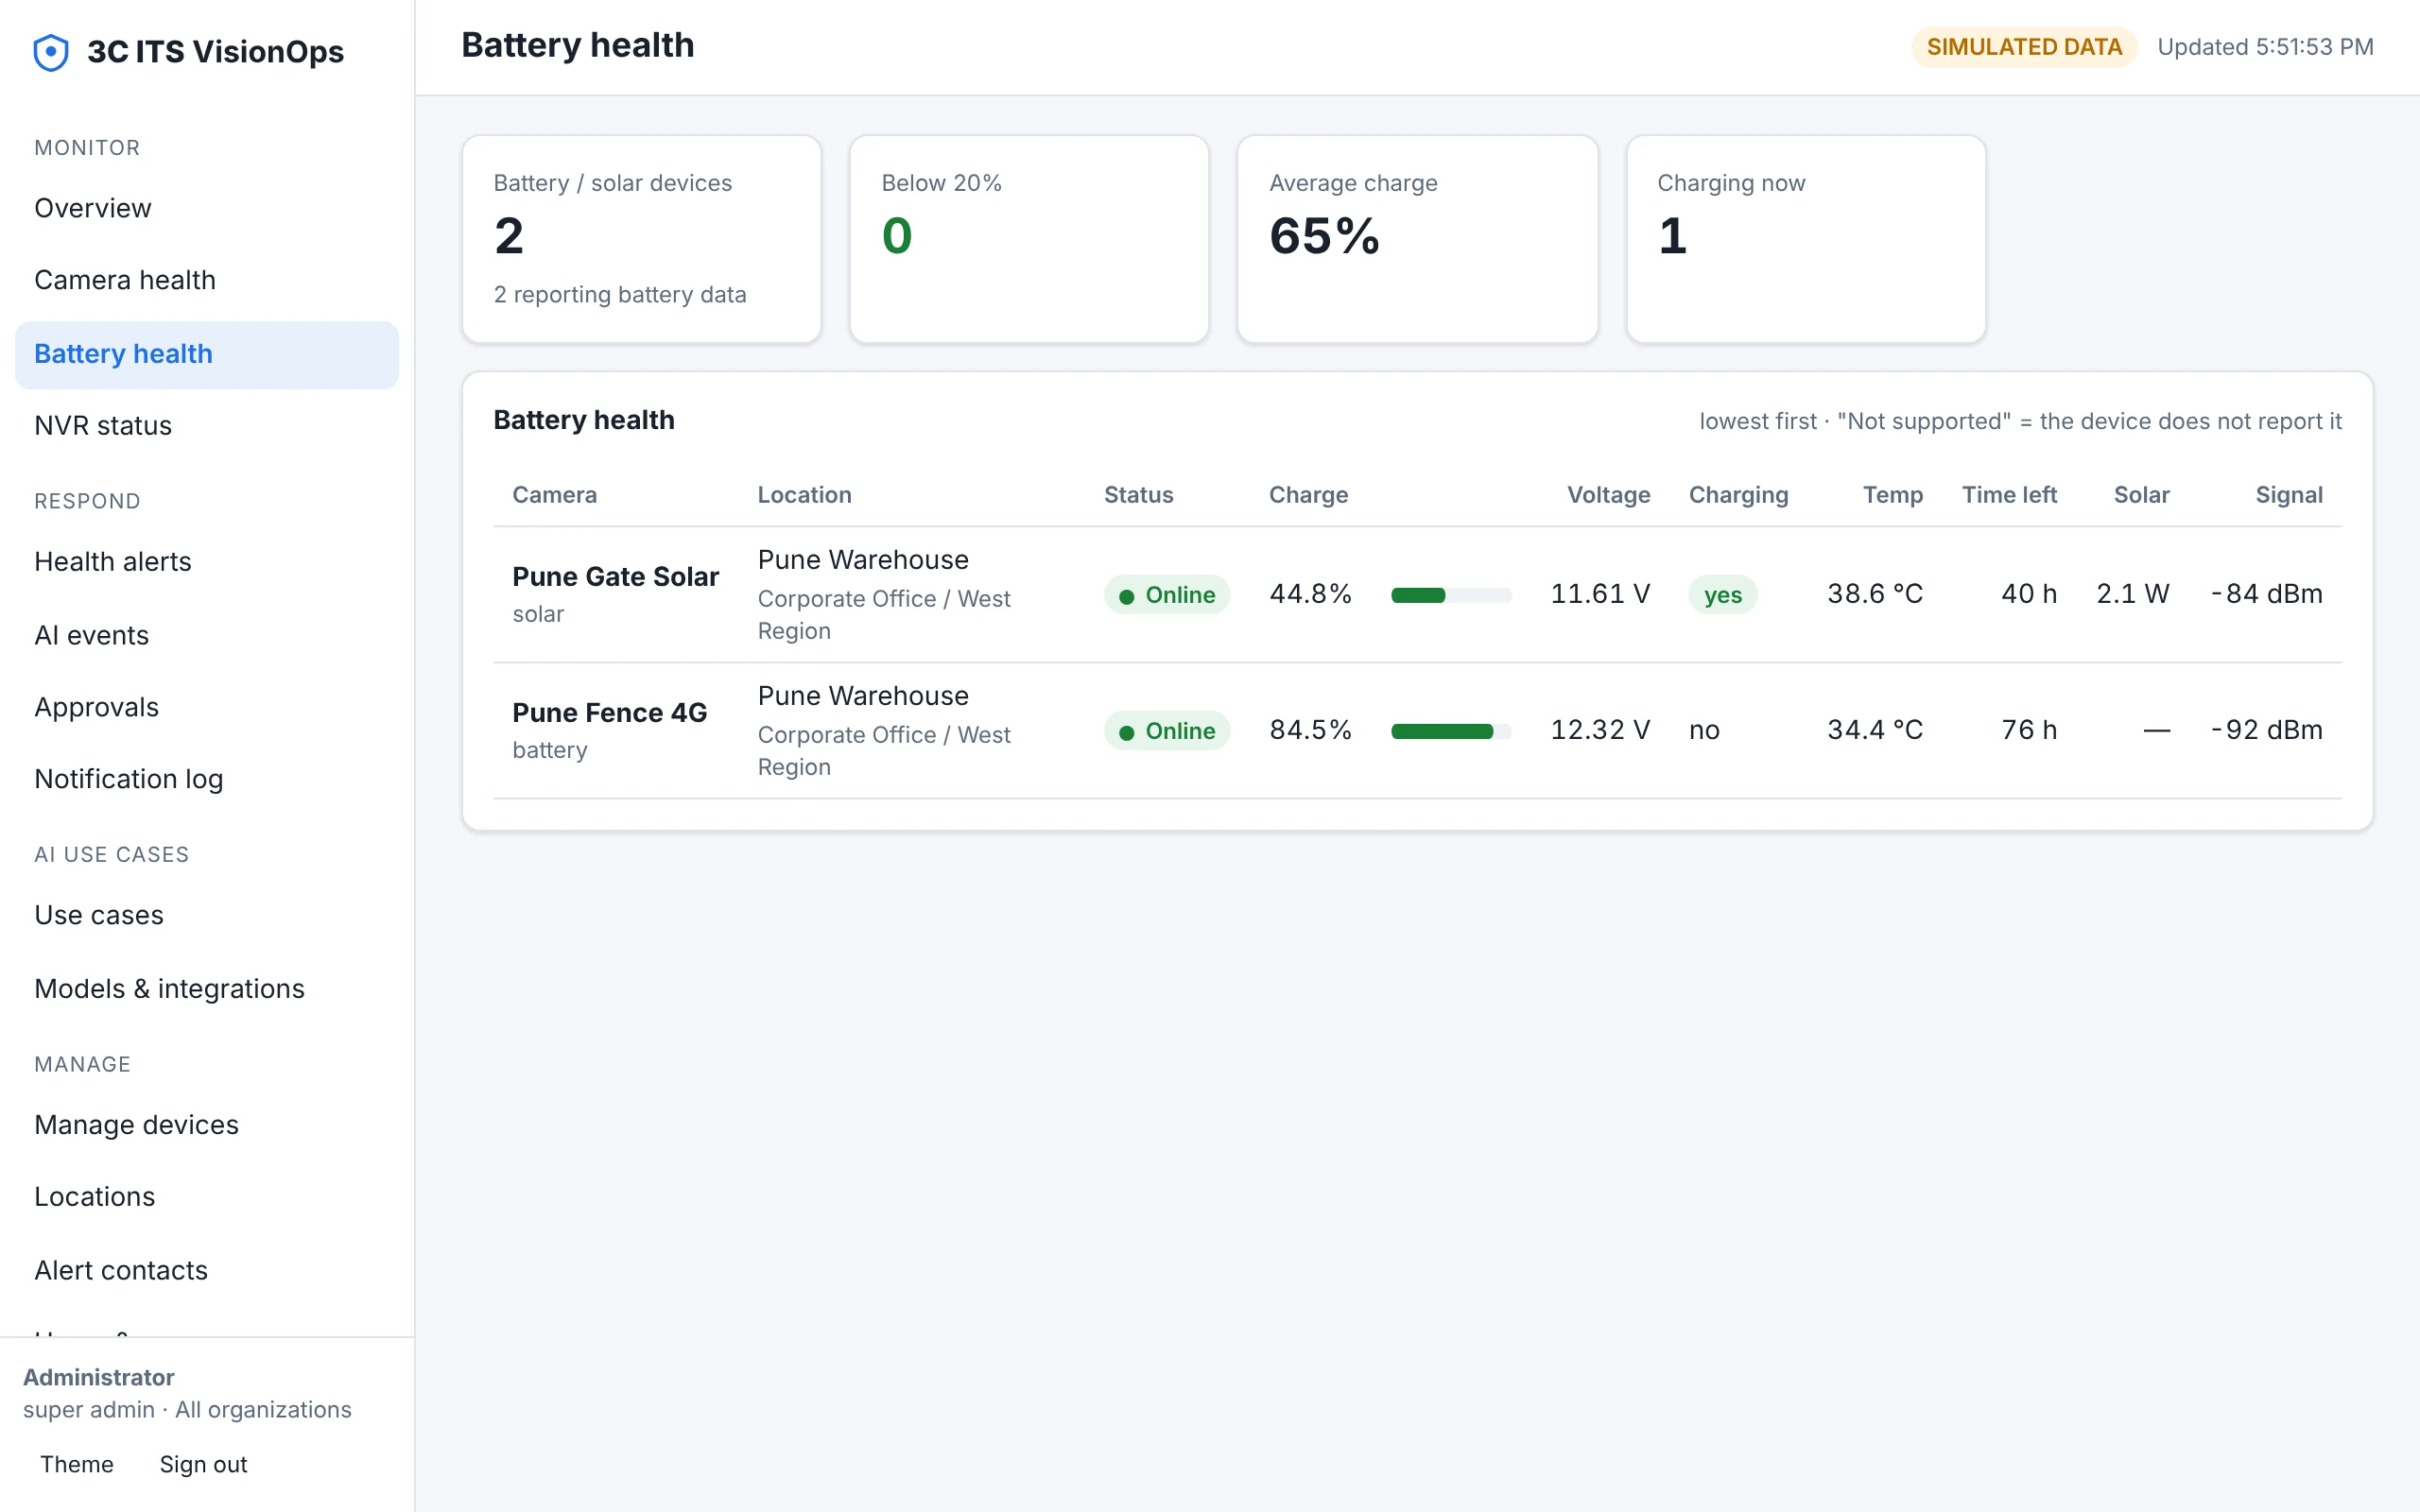 3C ITS VisionOps
MONITOR
Overview
Camera health
Battery health
NVR status
RESPOND
Health alerts
AI events
Approvals
Notification log
AI USE CASES
Use cases
Models & integrations
MANAGE
Manage devices
Locations
Alert contacts
Administrator
super admin · All organizations
Theme Sign out
Battery health
SIMULATED DATA Updated 5:51:53 PM
Battery / solar devices
2
2 reporting battery data
Below 20%
0
Average charge
65%
Charging now
1
Battery health
lowest first · "Not supported" = the device does not report it
Camera Location Status Charge Voltage Charging Temp Time left Solar Signal
Pune Gate Solar
solar
Pune Warehouse
Corporate Office / West
Region
Online 44.8% 11.61 V yes 38.6 °C 40 h 2.1 W -84 dBm
Pune Fence 4G
battery
Pune Warehouse
Corporate Office / West
Region
Online 84.5% 12.32 V no 34.4 °C 76 h — -92 dBm